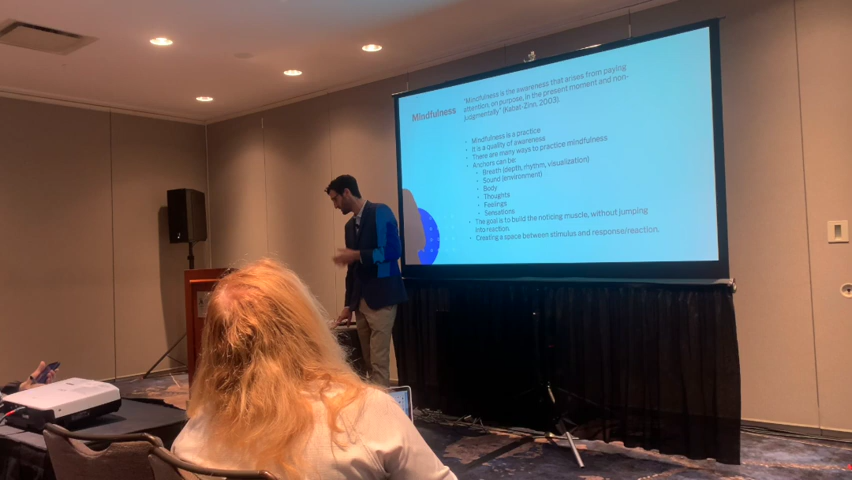 Mindfulness
"Mindfulness is the awareness that arises from paying
attention, on purpose, in the present moment and non-
judgmentally" (Kabat-Zinn, 2003).
• Mindfulness is a practice
• It is a quality of awareness
• There are many ways to practice mindfulness
• Anchors can be:
• Breath (depth, rhythm, visualization)
• Sound (environment)
• Body
• Thoughts
• Feelings
• Sensations
• The goal is to build the noticing muscle, without jumping
into reaction.
• Creating a space between stimulus and response/reaction.